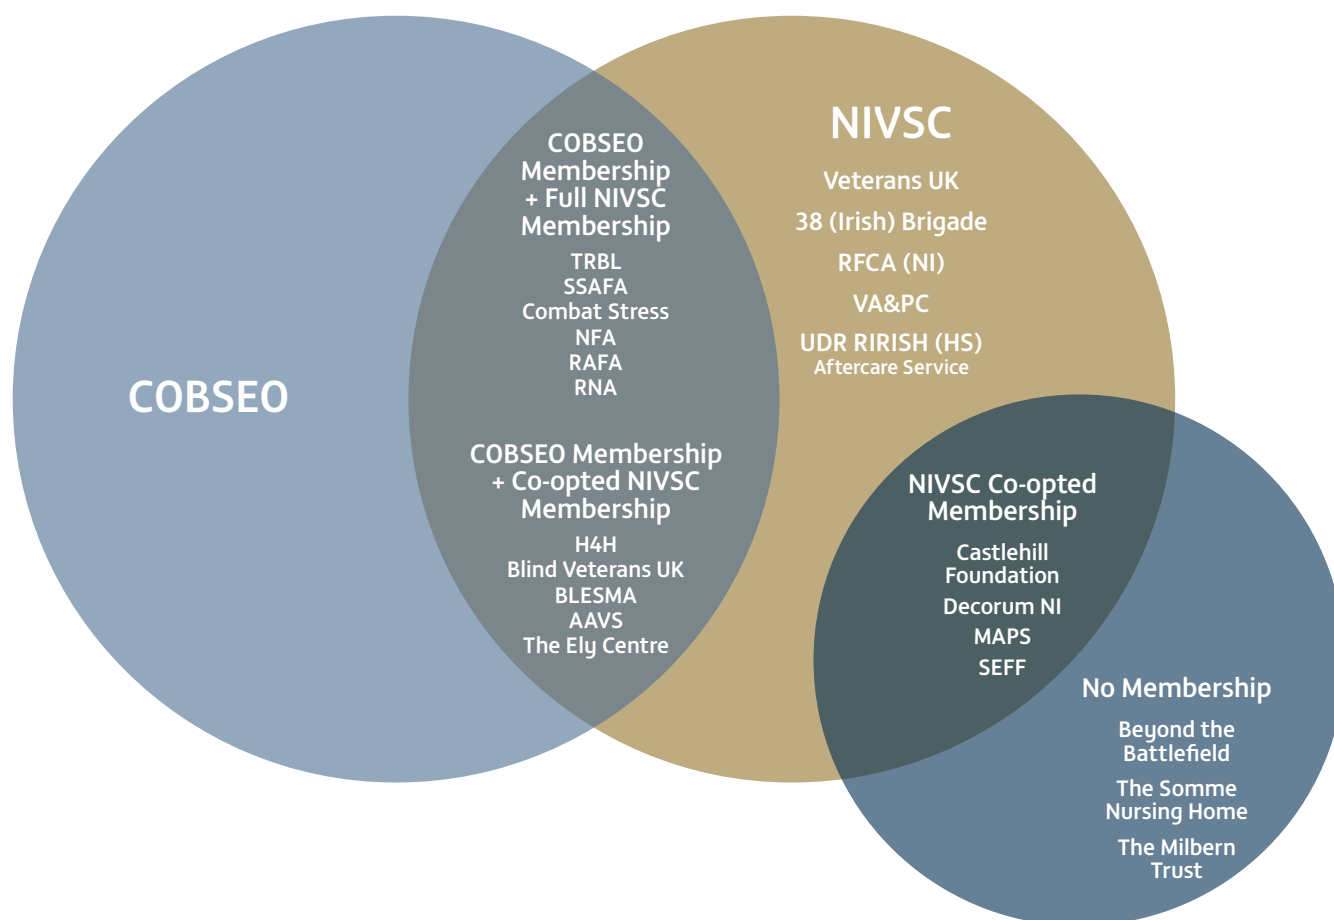 COBSEO
COBSEO
Membership
+ Full NIVSC
Membership
TRBL
SSAFA
Combat Stress
NFA
RAFA
RNA
COBSEO Membership
+ Co-opted NIVSC
Membership
H4H
Blind Veterans UK
BLESMA
AAVS
The Ely Centre
NIVSC
Veterans UK
38 (Irish) Brigade
RFCA (NI)
VA&PC
UDR RIRISH (HS)
Aftercare Service
NIVSC Co-opted
Membership
Castlehill
Foundation
Decorum NI
MAPS
SEFF
No Membership
Beyond the
Battlefield
The Somme
Nursing Home
The Milbern
Trust